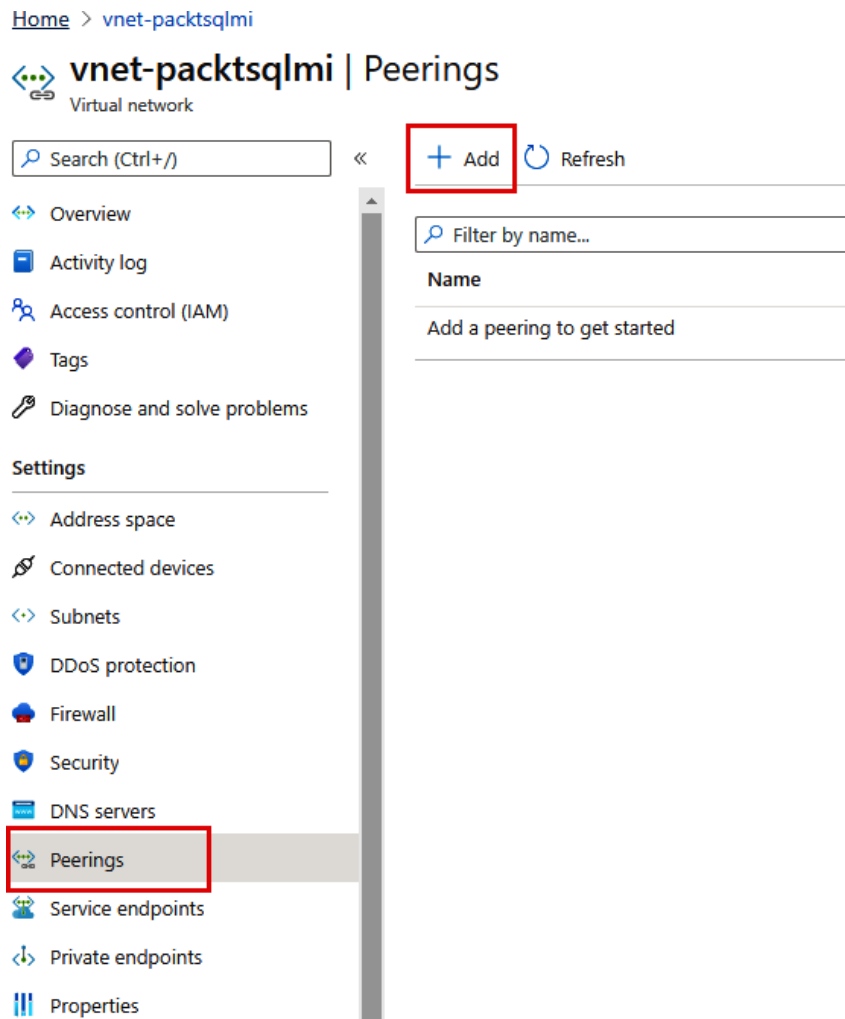 Home > vnet-packtsqlmi
vnet-packtsqlmi | Peerings
Virtual network
Search (Ctrl+/)
«
Overview
Activity log
Access control (IAM)
Tags
Diagnose and solve problems
Settings
Address space
Connected devices
Subnets
DDoS protection
Firewall
Security
DNS servers
Peerings
Service endpoints
Private endpoints
Properties
+ Add
Refresh
Filter by name...
Name
Add a peering to get started